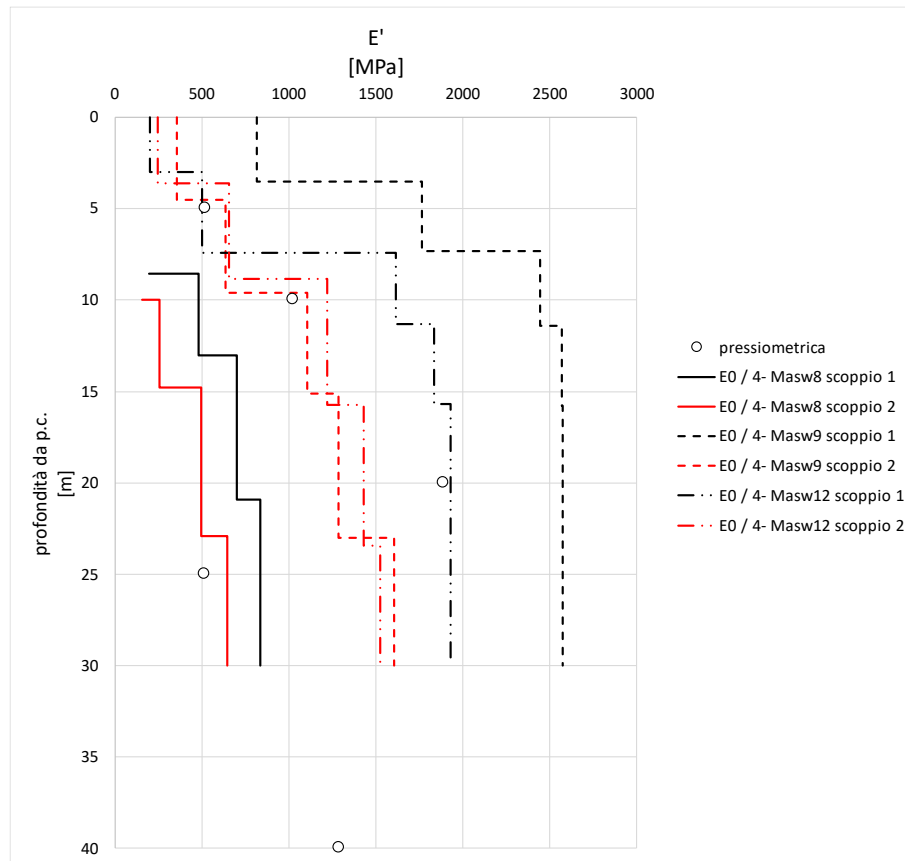 E'
[MPa]
0 500 1000 1500 2000 2500 3000
0
5
10
15
20
25
30
35
40
profondità da p.c.
[m]
pressiometrica
E0 / 4- Masw8 scoppio 1
E0 / 4- Masw8 scoppio 2
E0 / 4- Masw9 scoppio 1
E0 / 4- Masw9 scoppio 2
E0 / 4- Masw12 scoppio 1
E0 / 4- Masw12 scoppio 2